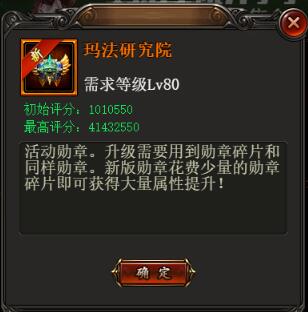 新
玛法研究院
需求等级Lv80
初始评分：1010550
最高评分：41432550
活动勋章。升级需要用到勋章碎片和
同样勋章。新版勋章花费少量的勋章
碎片即可获得大量属性提升！
确定